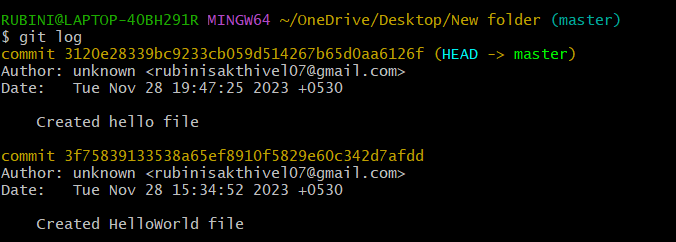 RUBINI@LAPTOP-4OBH291R MINGW64 ~/OneDrive/Desktop/New folder (master)
$ git log
commit 3120e28339bc9233cb059d514267b65d0aa6126f (HEAD -> master)
Author: unknown <rubinisakthivel07@gmail.com>
Date:   Tue Nov 28 19:47:25 2023 +0530

    Created hello file

commit 3f75839133538a65ef8910f5829e60c342d7afdd
Author: unknown <rubinisakthivel07@gmail.com>
Date:   Tue Nov 28 15:34:52 2023 +0530

    Created HelloWorld file